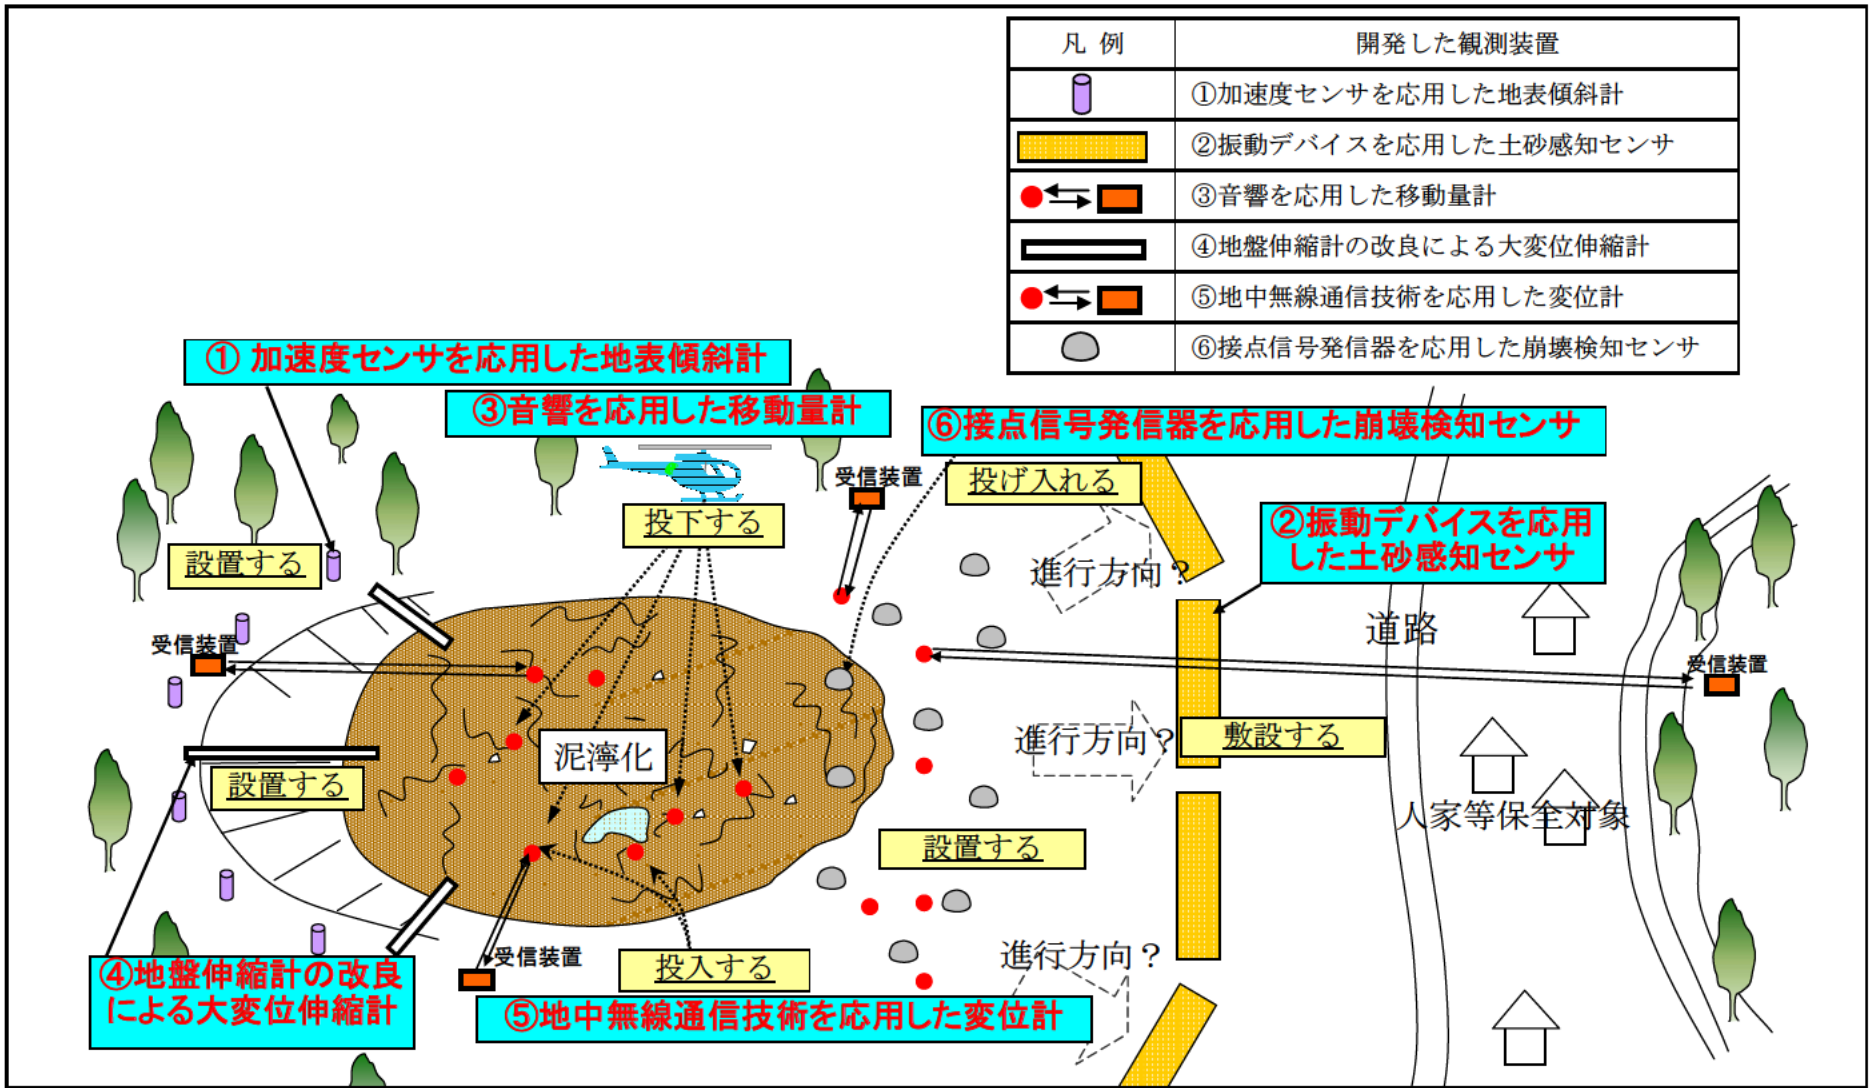 凡 例
開発した観測装置
①加速度センサを応用した地表傾斜計
②振動デバイスを応用した土砂感知センサ
③音響を応用した移動量計
④地盤伸縮計の改良による大変位伸縮計
⑤地中無線通信技術を応用した変位計
⑥接点信号発信器を応用した崩壊検知センサ
① 加速度センサを応用した地表傾斜計
③音響を応用した移動量計
⑥接点信号発信器を応用した崩壊検知センサ
受信装置
投げ入れる
投下する
②振動デバイスを応用
した土砂感知センサ
設置する
進行方向？
道路
受信装置
受信装置
進行方向？
敷設する
泥濘化
設置する
人家等保全対象
設置する
進行方向？
受信装置
投入する
④地盤伸縮計の改良
による大変位伸縮計
⑤地中無線通信技術を応用した変位計